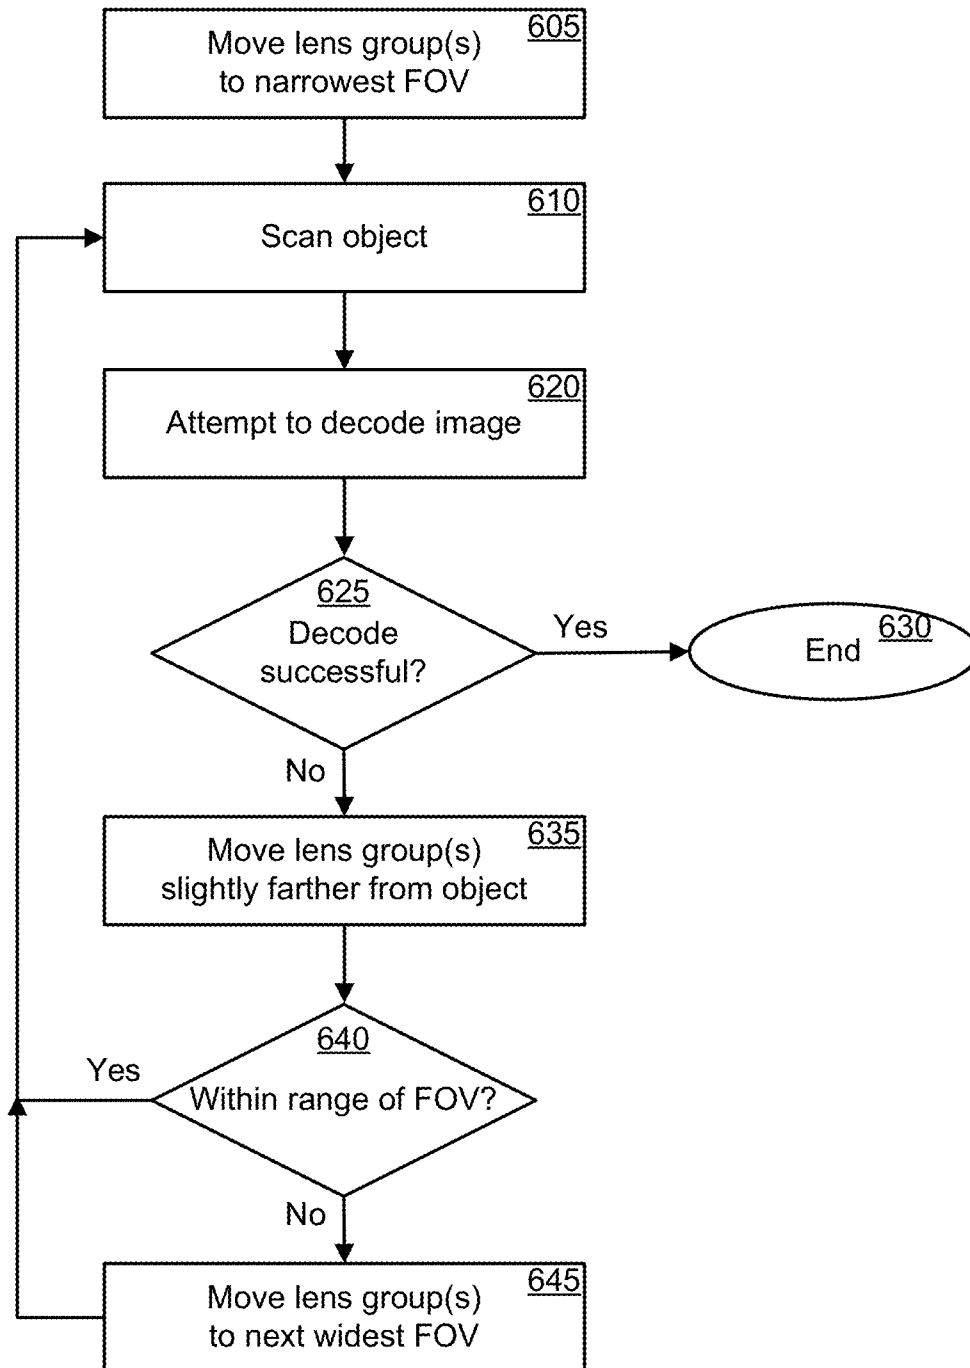 605
Move lens group(s)
to narrowest FOV
610
Scan object
620
Attempt to decode image
625
Decode
successful?
Yes
630
End
No
635
Move lens group(s)
slightly farther from object
640
Yes
Within range of FOV?
No
645
Move lens group(s)
to next widest FOV